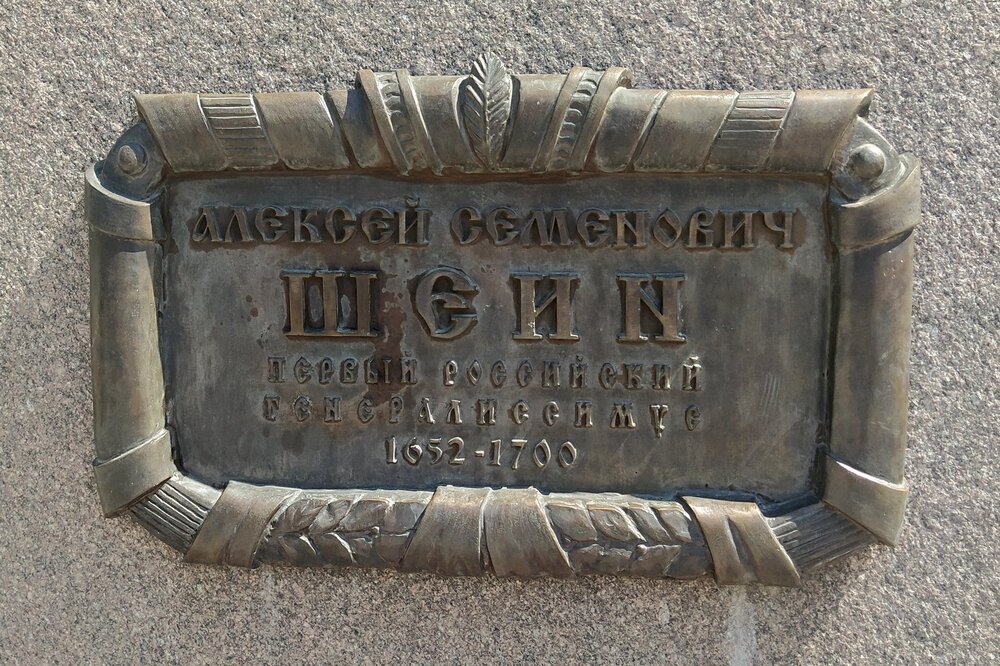 АЛЕКСЕЙ СЕМЕНОВИЧ
ШЕИН
ПЕРВЫЙ РОССИЙСКИЙ
ГЕНЕРАЛИССИМУС
1652-1700